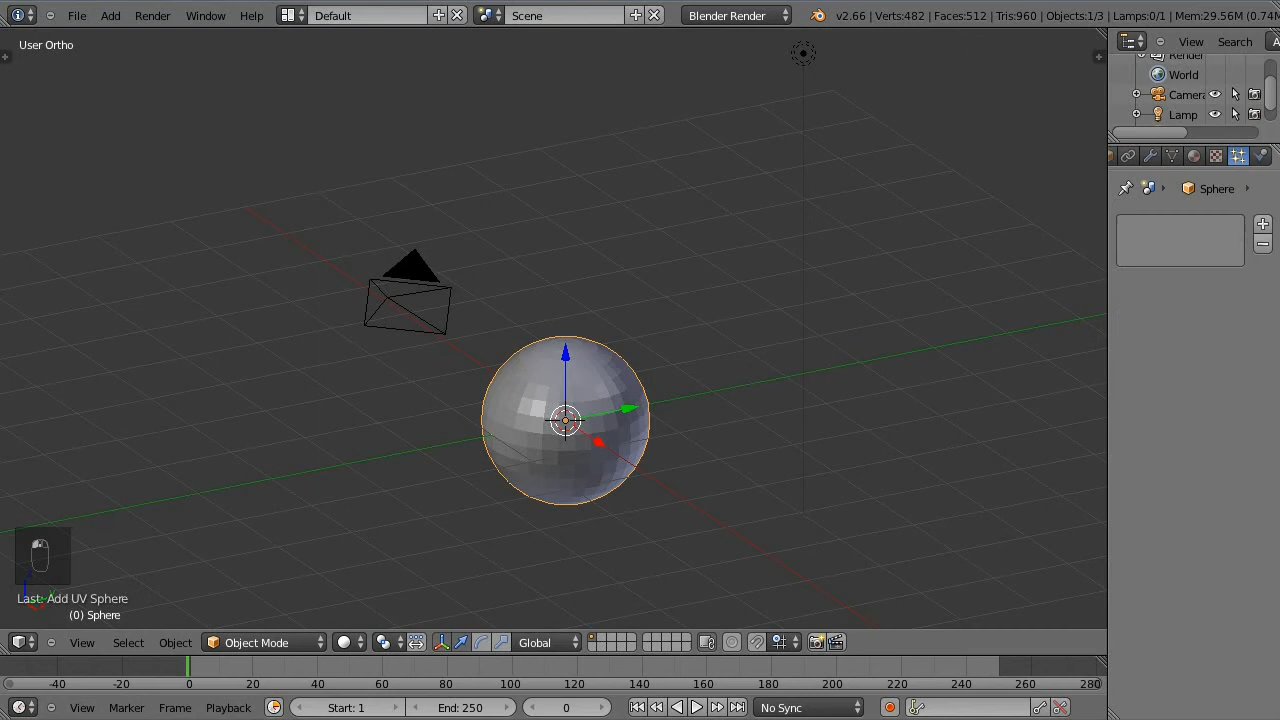 File Add Render Window Help Default Scene Blender Render v2.66 | Verts:482 | Faces:512 | Tris:960 | Objects:1/3 | Lamps:0/1 | Mem:29.56M (0.74M
User Ortho
View Search
World
Camera
Lamp
Sphere
Last: Add UV Sphere
(0) Sphere
View Select Object Object Mode Global
-40 -20 0 20 40 60 80 100 120 140 160 180 200 220 240 260 280
View Marker Frame Playback Start: 1 End: 250 0 No Sync